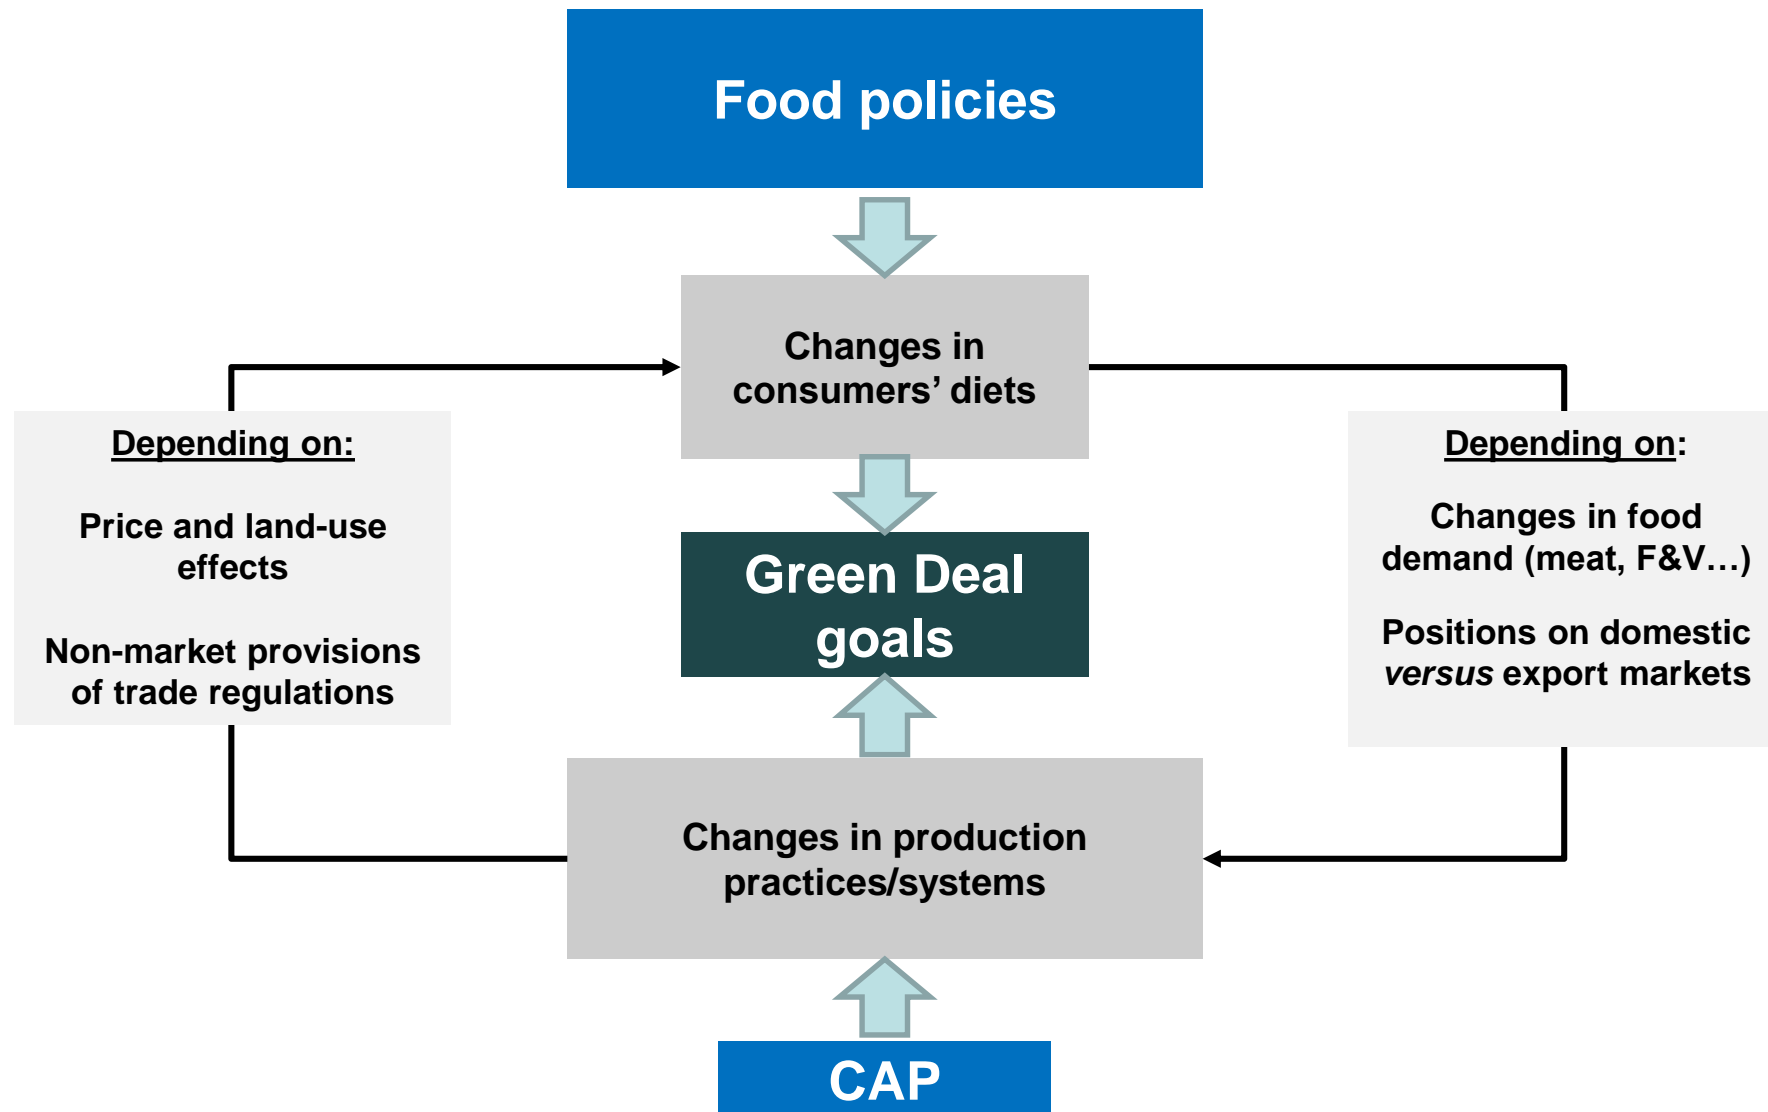 Food policies
Changes in
consumers’ diets
Depending on:
Price and land-use
effects
Non-market provisions
of trade regulations
Depending on:
Changes in food
demand (meat, F&V…)
Positions on domestic
versus export markets
Green Deal
goals
Changes in production
practices/systems
CAP